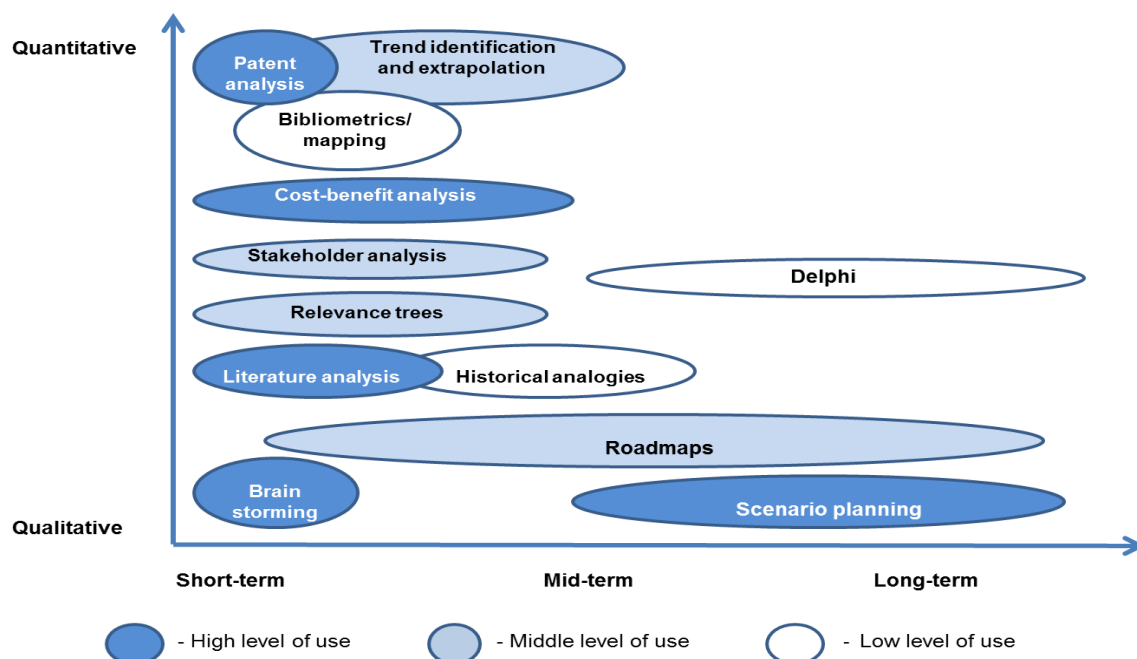 Quantitative
Patent
analysis
Trend identification
and extrapolation
Bibliometrics/
mapping
Cost-benefit analysis
Stakeholder analysis
Delphi
Relevance trees
Literature analysis
Historical analogies
Roadmaps
Brain
storming
Scenario planning
Qualitative
Short-term
Mid-term
Long-term
- High level of use
- Middle level of use
- Low level of use